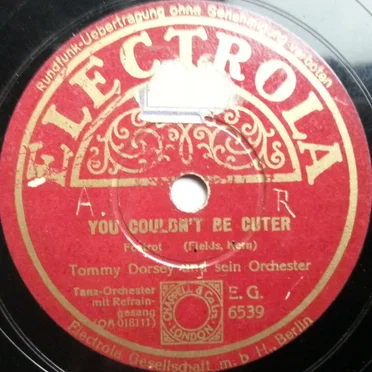 Rundfunk-Uebertragung ohne Genehmigung verboten
ELECTROLA
A. R
YOU COULDN'T BE CUTER
Foxtrot (Fields, Kern)
Tommy Dorsey und sein Orchester
Tanz-Orchester
mit Refrain-
gesang
(OA 018111)
CHAPPELL & Co Ltd
LONDON
E.G.
6539
Electrola Gesellschaft m. b. H., Berlin